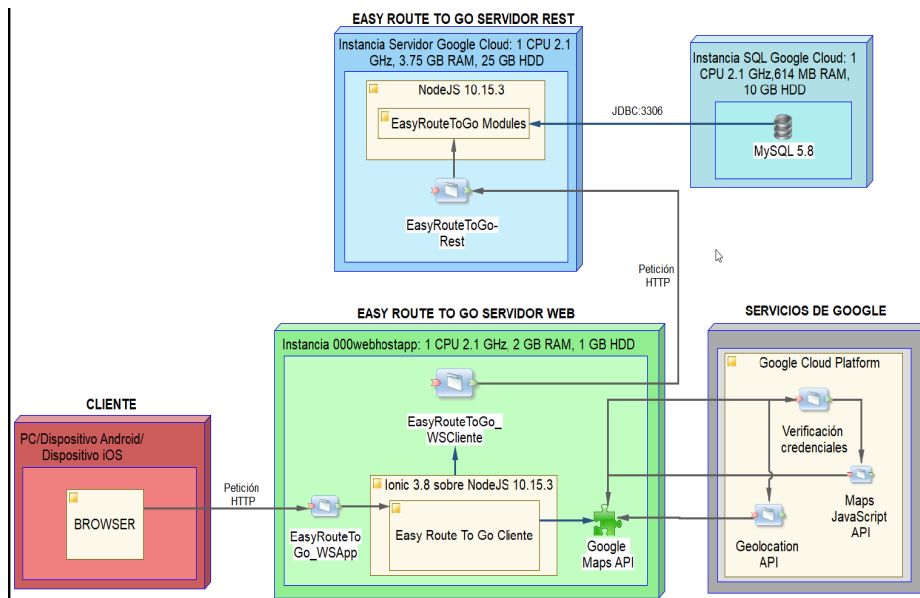 EASY ROUTE TO GO SERVIDOR REST
Instancia Servidor Google Cloud: 1 CPU 2.1
GHz, 3.75 GB RAM, 25 GB HDD
NodeJS 10.15.3
EasyRouteToGo Modules
EasyRouteToGo-
Rest
JDBC:3306
Instancia SQL Google Cloud: 1
CPU 2.1 GHz,614 MB RAM,
10 GB HDD
MySQL 5.8
Petición
HTTP
EASY ROUTE TO GO SERVIDOR WEB
Instancia 000webhostapp: 1 CPU 2.1 GHz, 2 GB RAM, 1 GB HDD
EasyRouteToGo_
WSCliente
Ionic 3.8 sobre NodeJS 10.15.3
Easy Route To Go Cliente
EasyRouteTo
Go_WSApp
Google
Maps API
CLIENTE
PC/Dispositivo Android/
Dispositivo iOS
BROWSER
Petición
HTTP
SERVICIOS DE GOOGLE
Google Cloud Platform
Verificación
credenciales
Maps
JavaScript
API
Geolocation
API